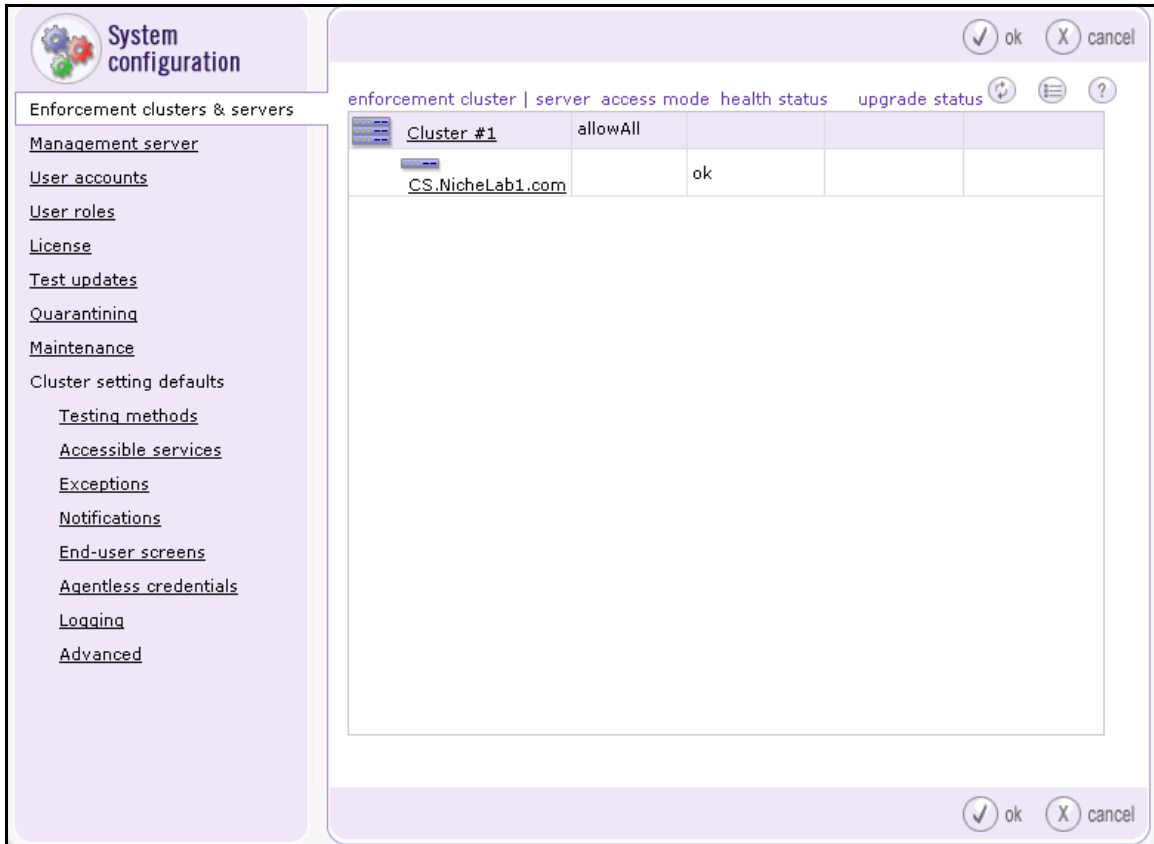 System
configuration
Enforcement clusters & servers
Management server
User accounts
User roles
License
Test updates
Quarantining
Maintenance
Cluster setting defaults
Testing methods
Accessible services
Exceptions
Notifications
End-user screens
Agentless credentials
Logging
Advanced
ok cancel
enforcement cluster | server access mode health status upgrade status
Cluster #1 allowAll
CS.NicheLab1.com ok
ok cancel